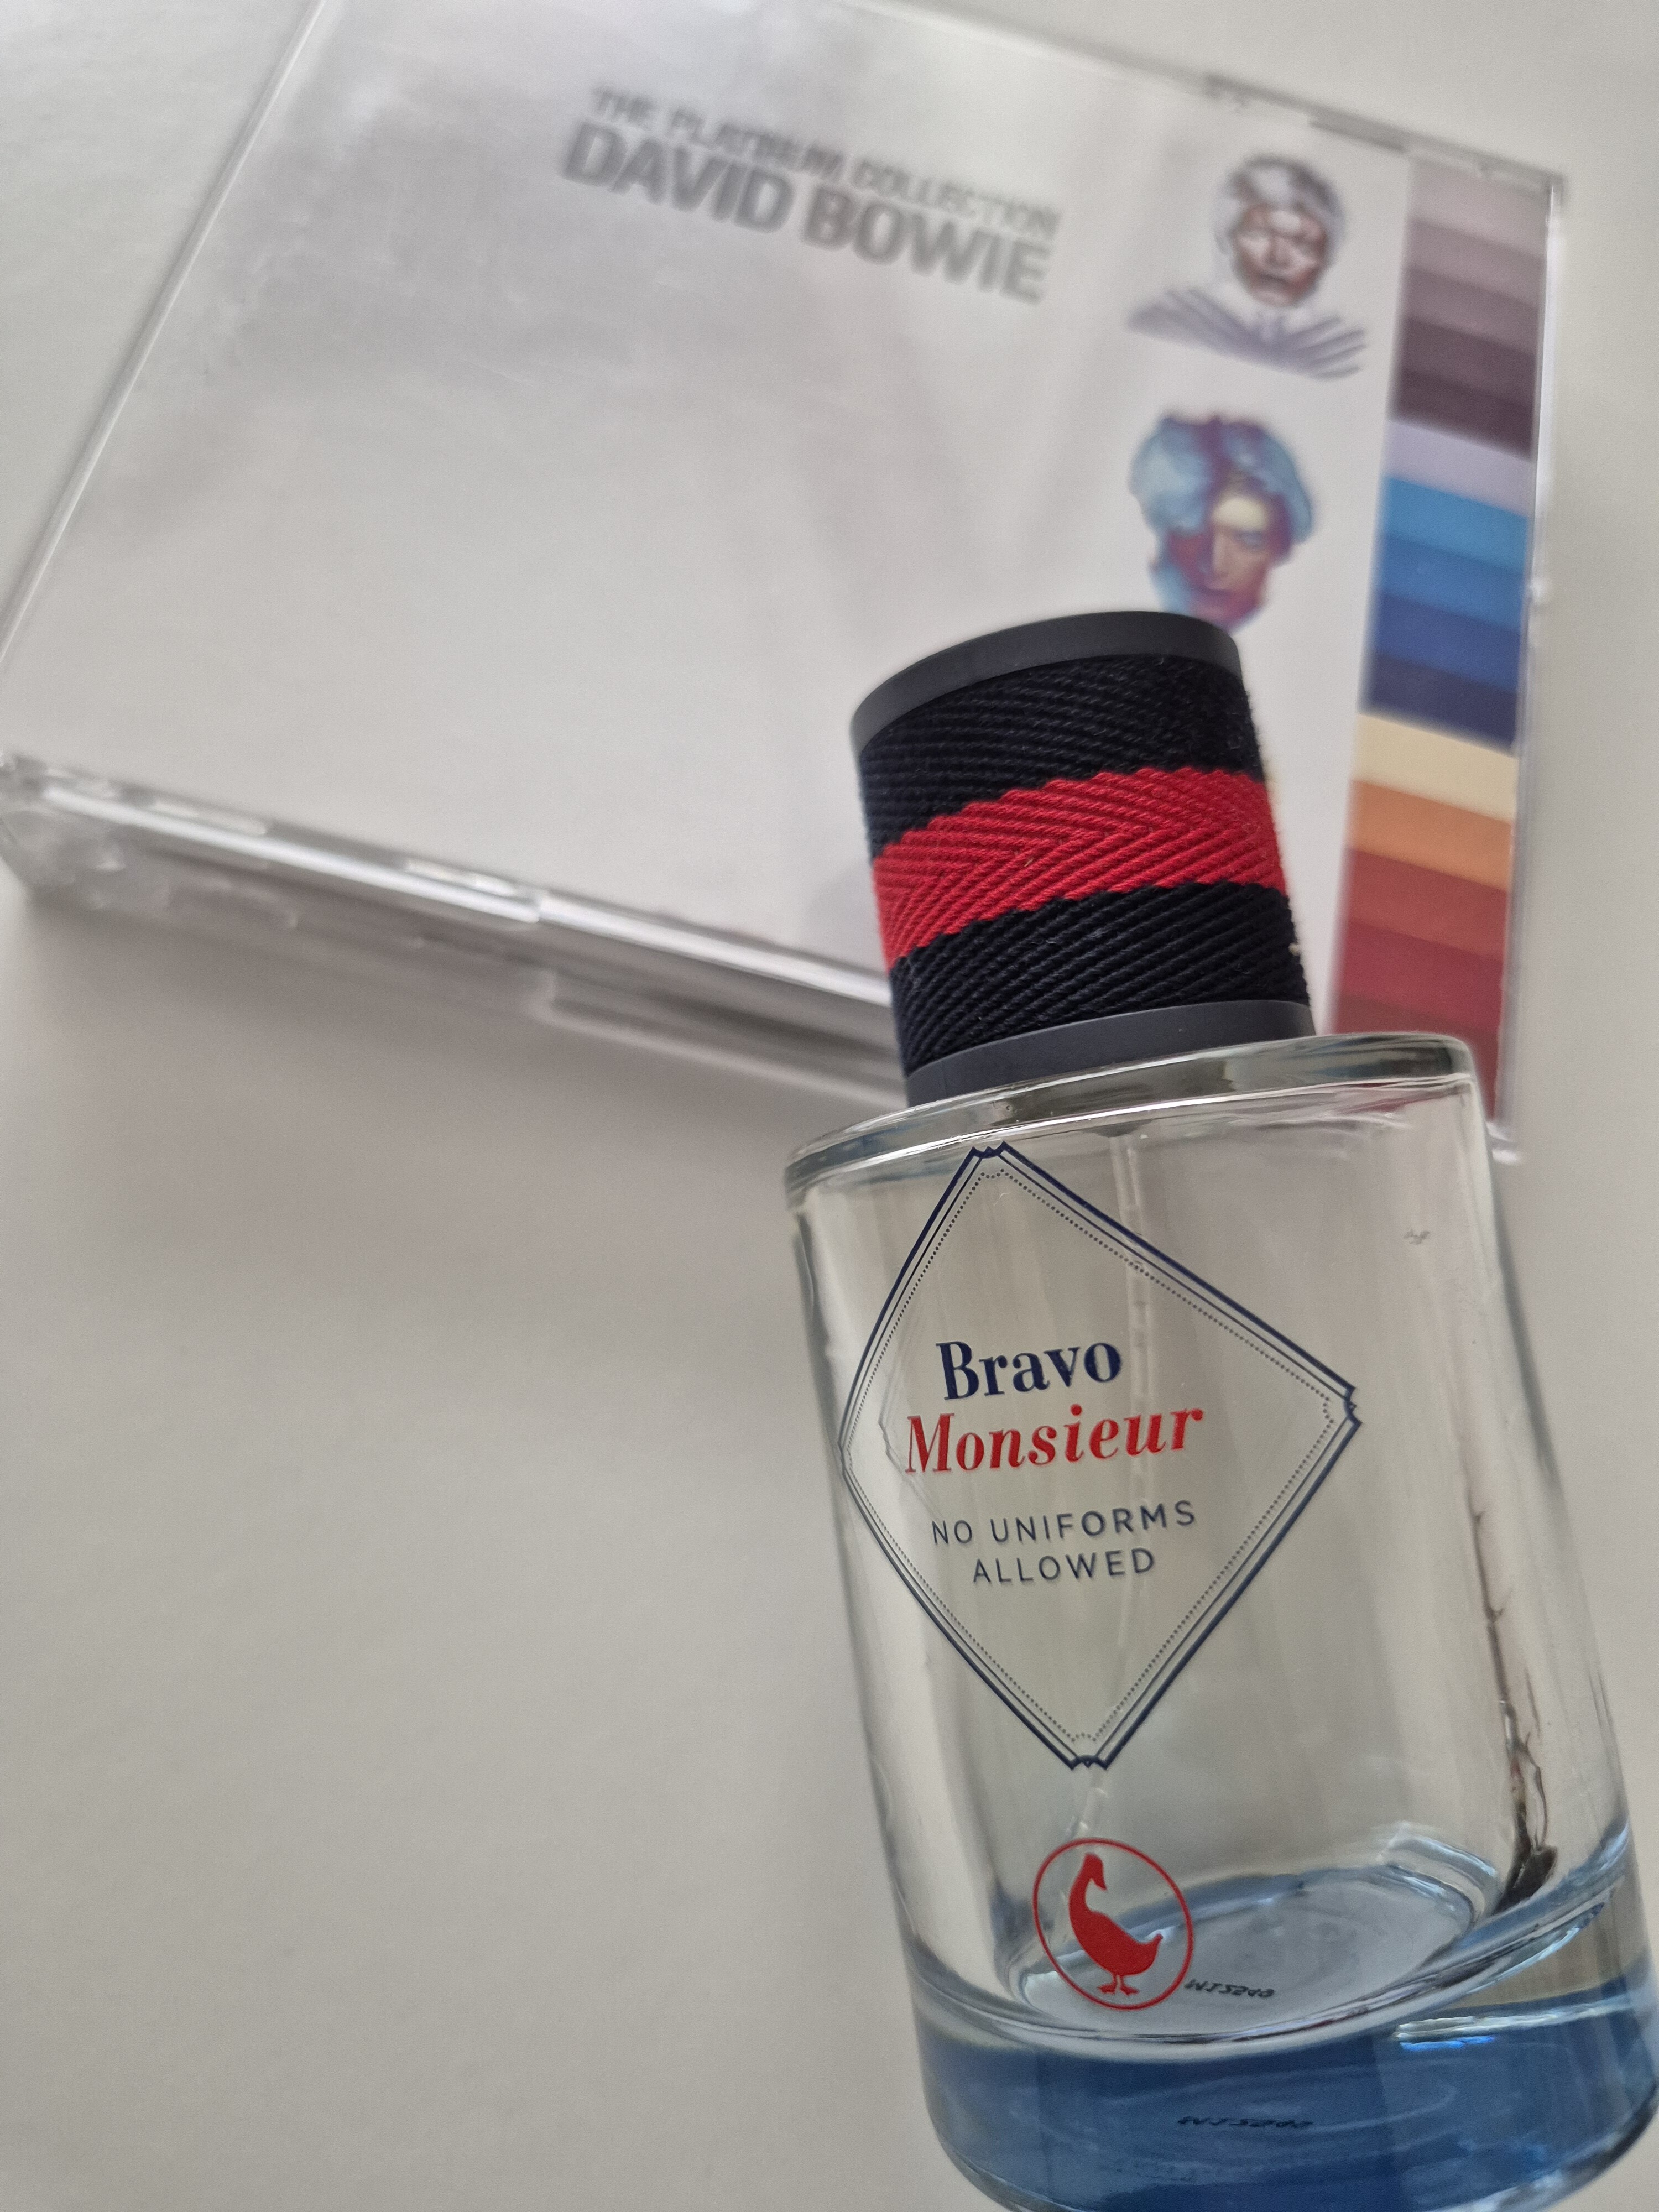 THE PLATINUM COLLECTION
DAVID BOWIE
Bravo
Monsieur
NO UNIFORMS
ALLOWED